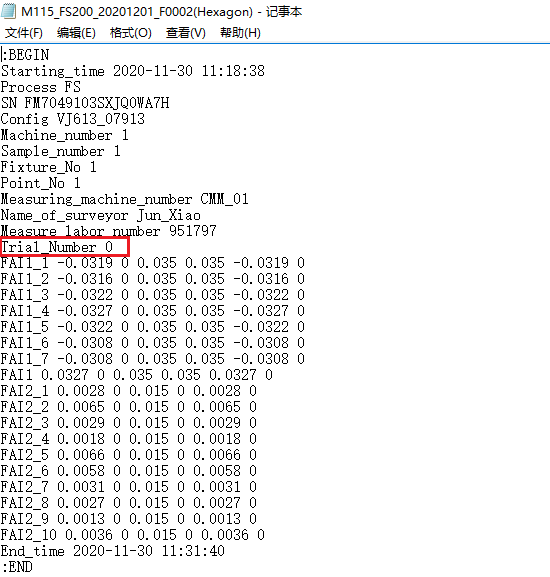 M115_FS200_20201201_F0002(Hexagon) - 记事本
文件(F) 编辑(E) 格式(O) 查看(V) 帮助(H)
:BEGIN
Starting_time 2020-11-30 11:18:38
Process FS
SN FM7049103SXJQ0WA7H
Config VJ613_07913
Machine_number 1
Sample_number 1
Fixture_No 1
Point_No 1
Measuring_machine_number CMM_01
Name_of_surveyor Jun_Xiao
Measure_labor_number 951797
Trial_Number 0
FAI1_1 -0.0319 0 0.035 0.035 -0.0319 0
FAI1_2 -0.0316 0 0.035 0.035 -0.0316 0
FAI1_3 -0.0322 0 0.035 0.035 -0.0322 0
FAI1_4 -0.0327 0 0.035 0.035 -0.0327 0
FAI1_5 -0.0322 0 0.035 0.035 -0.0322 0
FAI1_6 -0.0308 0 0.035 0.035 -0.0308 0
FAI1_7 -0.0308 0 0.035 0.035 -0.0308 0
FAI1 0.0327 0 0.035 0.035 0.0327 0
FAI2_1 0.0028 0 0.015 0 0.0028 0
FAI2_2 0.0065 0 0.015 0 0.0065 0
FAI2_3 0.0029 0 0.015 0 0.0029 0
FAI2_4 0.0018 0 0.015 0 0.0018 0
FAI2_5 0.0066 0 0.015 0 0.0066 0
FAI2_6 0.0058 0 0.015 0 0.0058 0
FAI2_7 0.0031 0 0.015 0 0.0031 0
FAI2_8 0.0027 0 0.015 0 0.0027 0
FAI2_9 0.0013 0 0.015 0 0.0013 0
FAI2_10 0.0036 0 0.015 0 0.0036 0
End_time 2020-11-30 11:31:40
:END